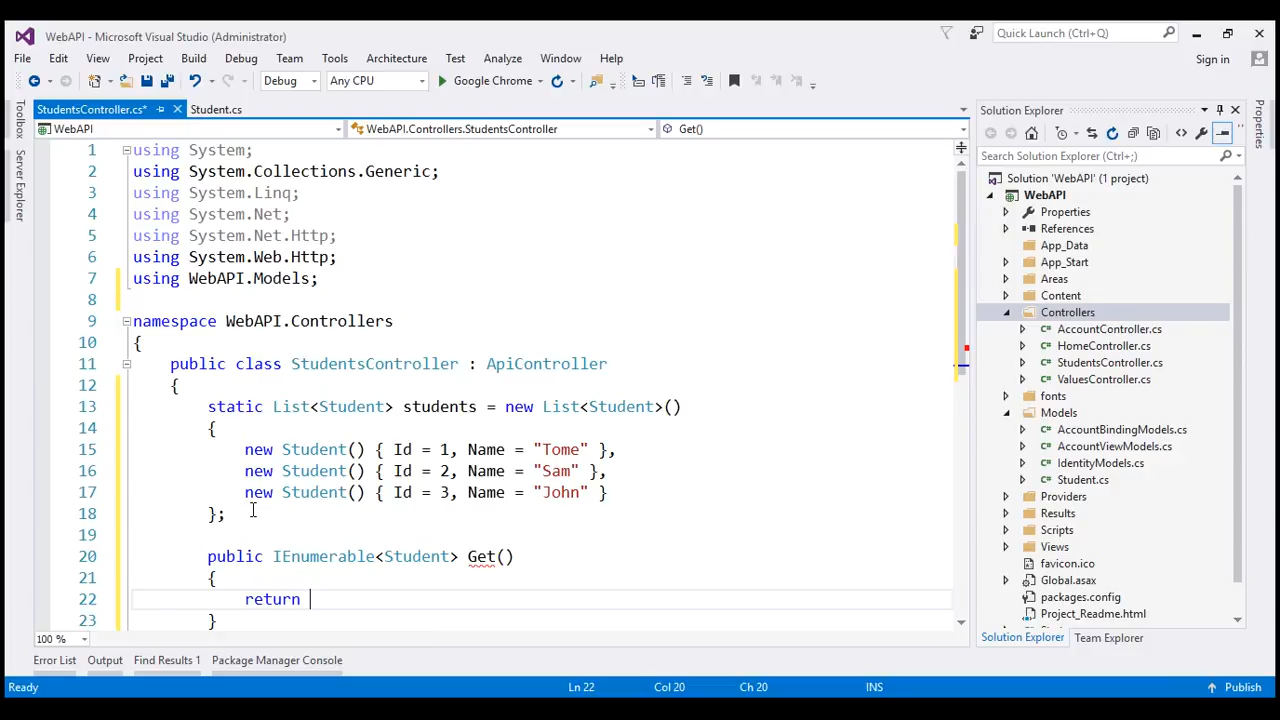 WebAPI - Microsoft Visual Studio (Administrator)
Quick Launch (Ctrl+Q)
File Edit View Project Build Debug Team Tools Architecture Test Analyze Window Help
Sign in
Debug Any CPU Google Chrome
StudentsController.cs* Student.cs
WebAPI WebAPI.Controllers.StudentsController Get()
Toolbox
Server Explorer
1 using System;
2 using System.Collections.Generic;
3 using System.Linq;
4 using System.Net;
5 using System.Net.Http;
6 using System.Web.Http;
7 using WebAPI.Models;
8
9 namespace WebAPI.Controllers
10 {
11 public class StudentsController : ApiController
12 {
13 static List<Student> students = new List<Student>()
14 {
15 new Student() { Id = 1, Name = "Tome" },
16 new Student() { Id = 2, Name = "Sam" },
17 new Student() { Id = 3, Name = "John" }
18 };
19
20 public IEnumerable<Student> Get()
21 {
22 return
23 }
100 %
Solution Explorer
Search Solution Explorer (Ctrl+;)
Solution 'WebAPI' (1 project)
WebAPI
Properties
References
App_Data
App_Start
Areas
Content
Controllers
AccountController.cs
HomeController.cs
StudentsController.cs
ValuesController.cs
fonts
Models
AccountBindingModels.cs
AccountViewModels.cs
IdentityModels.cs
Student.cs
Providers
Results
Scripts
Views
favicon.ico
Global.asax
packages.config
Project_Readme.html
Solution Explorer Team Explorer
Properties
Error List Output Find Results 1 Package Manager Console
Ready Ln 22 Col 20 Ch 20 INS Publish